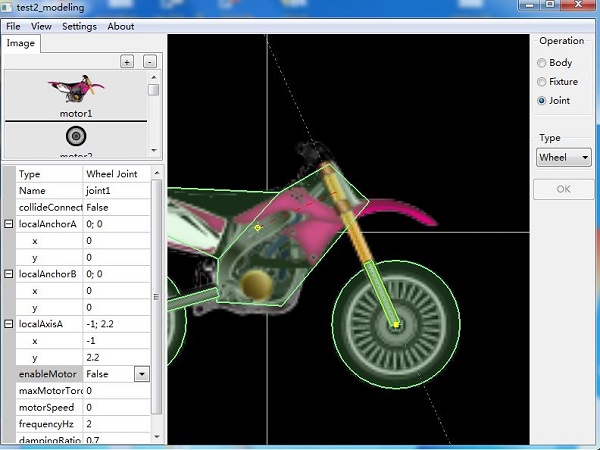 test2_modeling
File View Settings About
Image
+ -
motor1
motor2
Type Wheel Joint
Name joint1
collideConnect False
localAnchorA 0; 0
x 0
y 0
localAnchorB 0; 0
x 0
y 0
localAxisA -1; 2.2
x -1
y 2.2
enableMotor False
maxMotorTorc 0
motorSpeed 0
frequencyHz 2
dampingRatio 0.7
Operation
Body
Fixture
Joint
Type
Wheel
OK